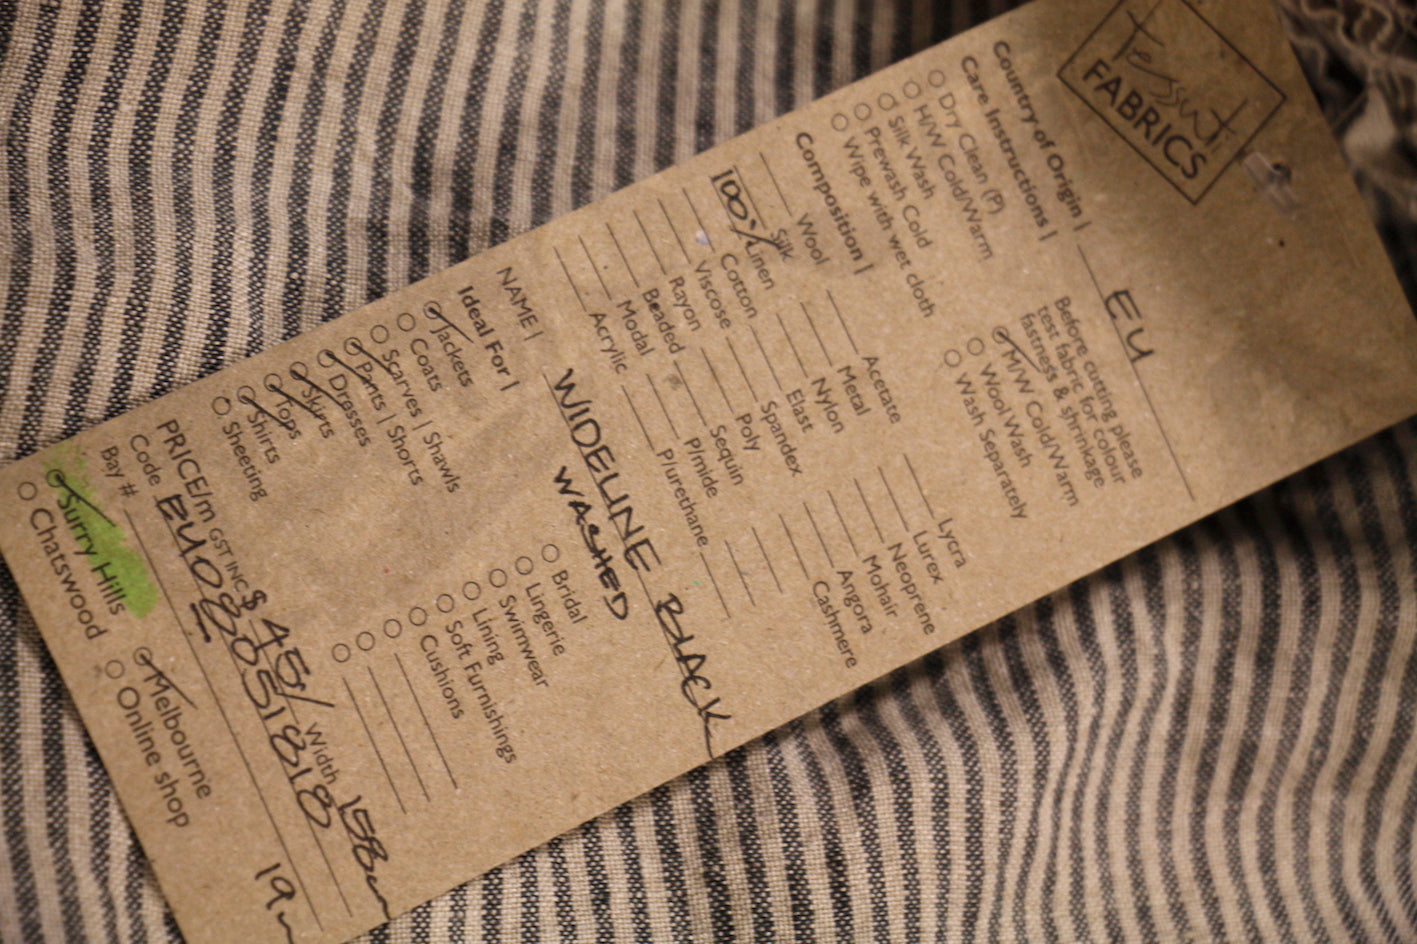 Tessuti
FABRICS
Country of Origin | EU
Care Instructions |
Before cutting please
test fabric for colour
fastness & shrinkage
Dry Clean (P)
H/W Cold/Warm
Silk Wash
Prewash Cold
Wipe with wet cloth
M/W Cold/Warm
Wool Wash
Wash Separately
Composition |
Wool
Silk
100% Linen
Cotton
Viscose
Rayon
Beaded
Modal
Acrylic
Acetate
Metal
Nylon
Elast
Spandex
Poly
Sequin
P/mide
P/urethane
Lycra
Lurex
Neoprene
Mohair
Angora
Cashmere
NAME | WIDELINE BLACK
WASHED
Ideal For |
Jackets
Coats
Scarves | Shawls
Pants | Shorts
Dresses
Skirts
Tops
Shirts
Sheeting
Bridal
Lingerie
Swimwear
Lining
Soft Furnishings
Cushions
PRICE/m GST INC $45/ Width 158cm
Code EU08051818
Bay # 19
Surry Hills
Chatswood
Melbourne
Online shop